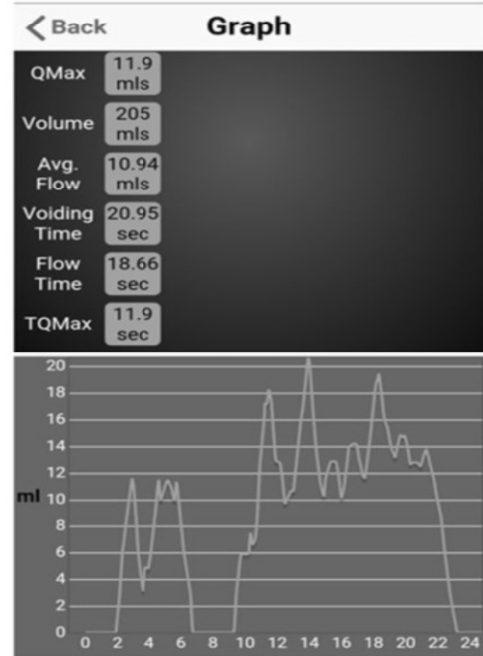 Back
Graph
QMax
11.9
mls
Volume
205
mls
Avg.
Flow
10.94
mls
Voiding
Time
20.95
sec
Flow
Time
18.66
sec
TQMax
11.9
sec
20
18
16
14
12
ml 10
8
6
4
2
0
0 2 4 6 8 10 12 14 16 18 20 22 24